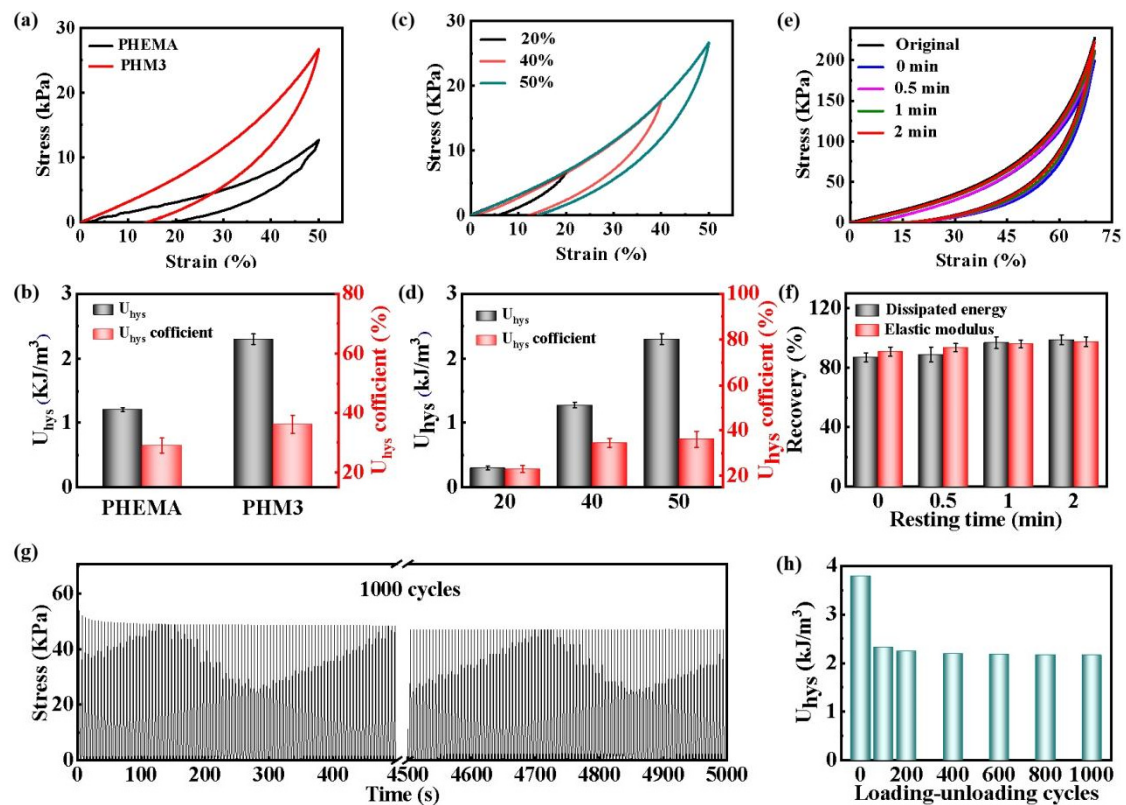 (a)
30
20
10
0
Stress (kPa)
PHEMA
PHM3
0 10 20 30 40 50
Strain (%)
(c)
30
20
10
0
Stress (KPa)
20%
40%
50%
0 10 20 30 40 50
Strain (%)
(e)
200
150
100
50
0
Stress (KPa)
Original
0 min
0.5 min
1 min
2 min
0 15 30 45 60 75
Strain (%)
(b)
3
2
1
0
Uhys (KJ/m3)
Uhys
Uhys cofficient
80
60
40
20
Uhys cofficient (%)
PHEMA PHM3
(d)
3
2
1
0
Uhys (kJ/m3)
Uhys
Uhys cofficient
100
80
60
40
20
Uhys cofficient (%)
20 40 50
(f)
120
80
40
0
Recovery (%)
Dissipated energy
Elastic modulus
0 0.5 1 2
Resting time (min)
(g)
60
40
20
0
Stress (KPa)
1000 cycles
0 100 200 300 400 4500 4600 4700 4800 4900 5000
Time (s)
(h)
4
3
2
1
0
Uhys (kJ/m3)
0 200 400 600 800 1000
Loading-unloading cycles